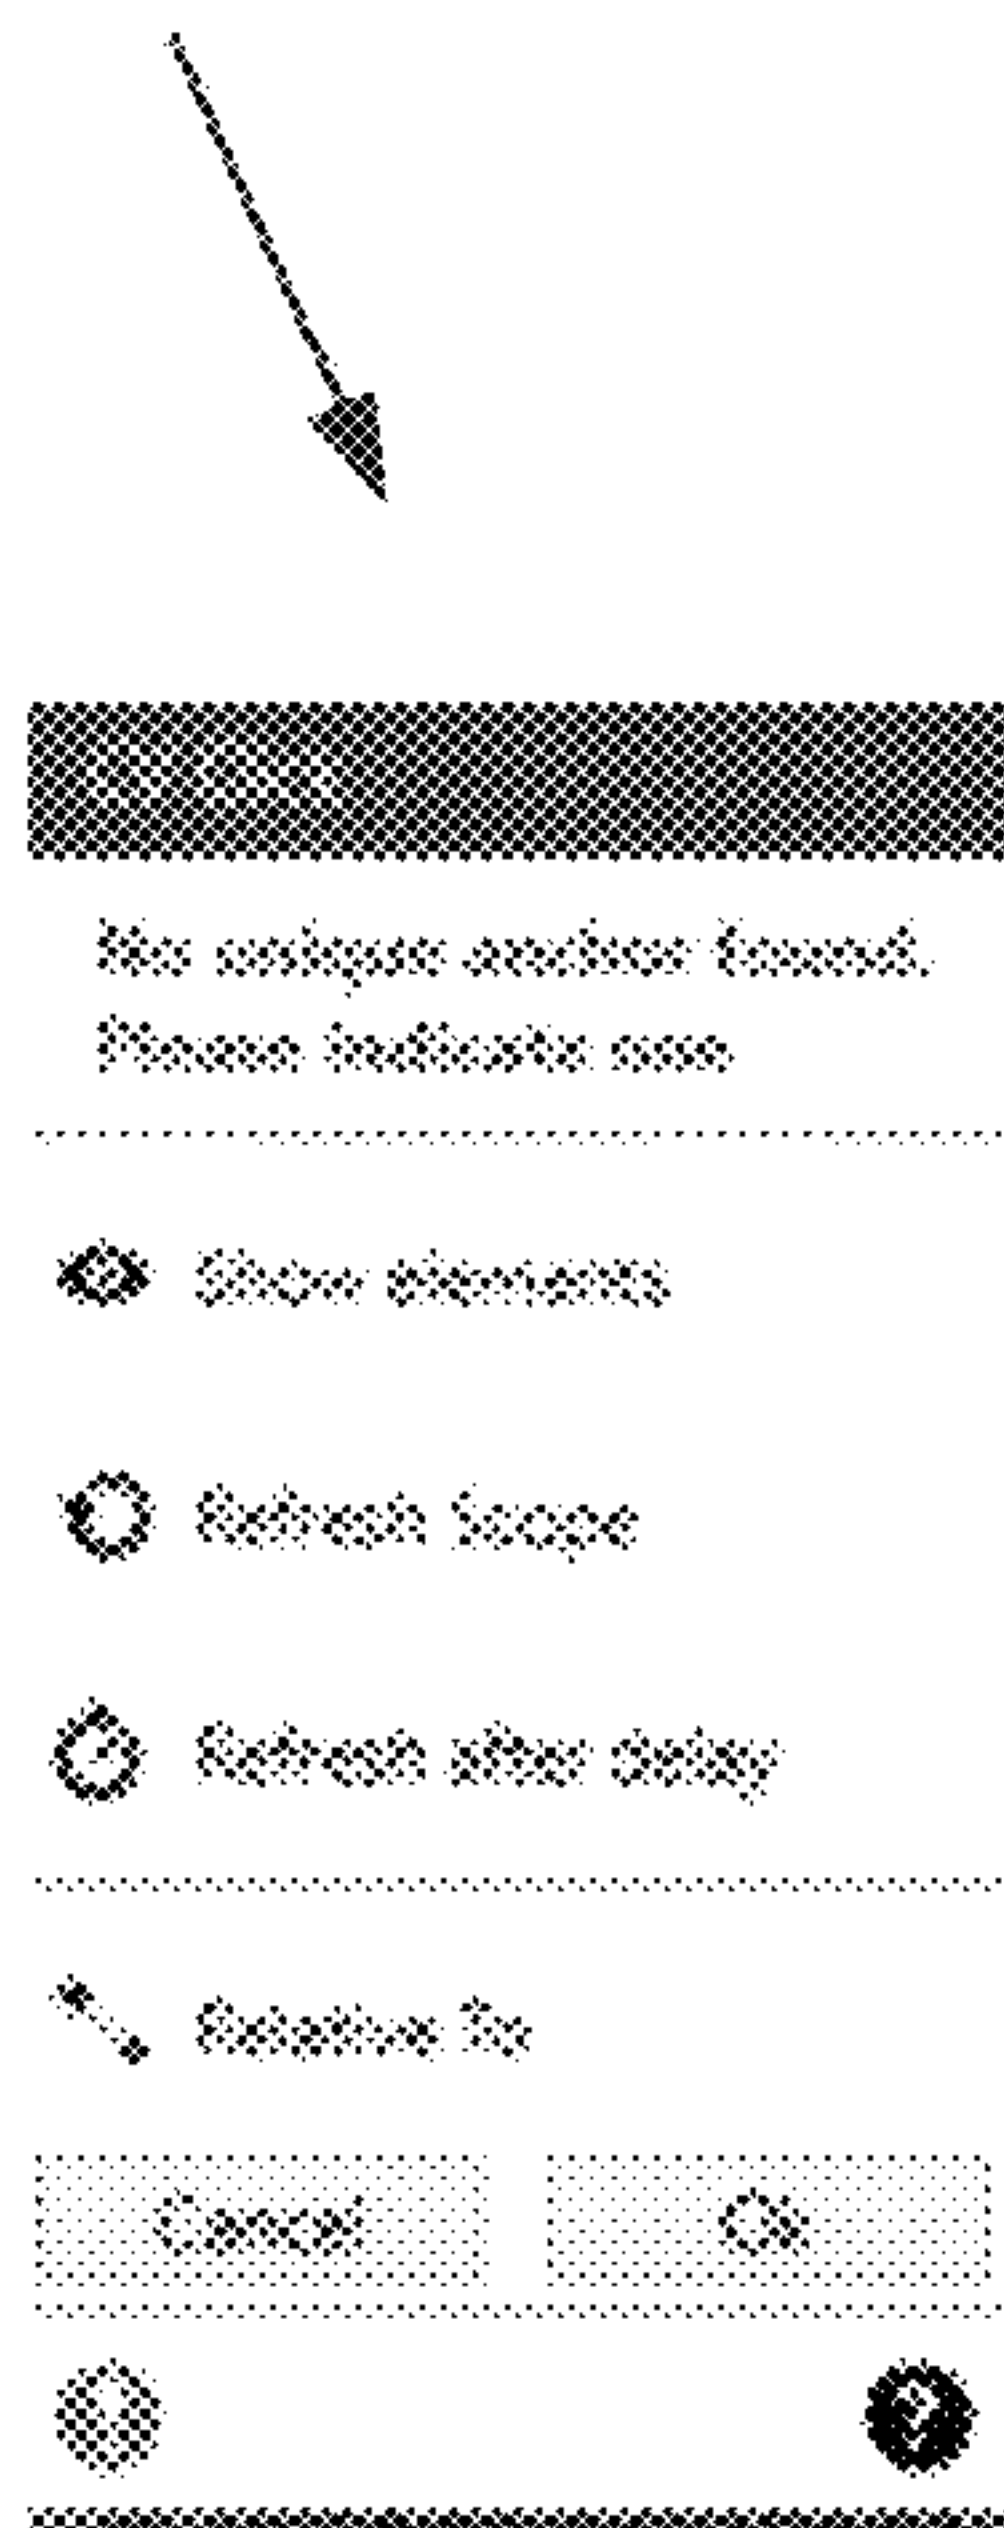 No unique anchor found.
Please indicate one
Show elements
Refresh Scope
Refresh after delay
Relative To
Cancel
Ok